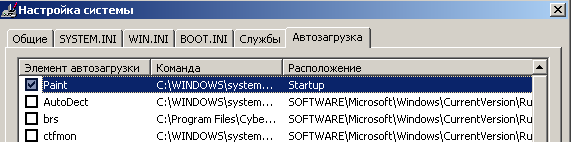 Настройка системы
Общие SYSTEM.INI WIN.INI BOOT.INI Службы Автозагрузка
Элемент автозагрузки Команда Расположение
Paint C:\WINDOWS\system... Startup
AutoDect C:\WINDOWS\system... SOFTWARE\Microsoft\Windows\CurrentVersion\Ru
brs C:\Program Files\Cybe... SOFTWARE\Microsoft\Windows\CurrentVersion\Ru
ctfmon C:\WINDOWS\system... SOFTWARE\Microsoft\Windows\CurrentVersion\Ru